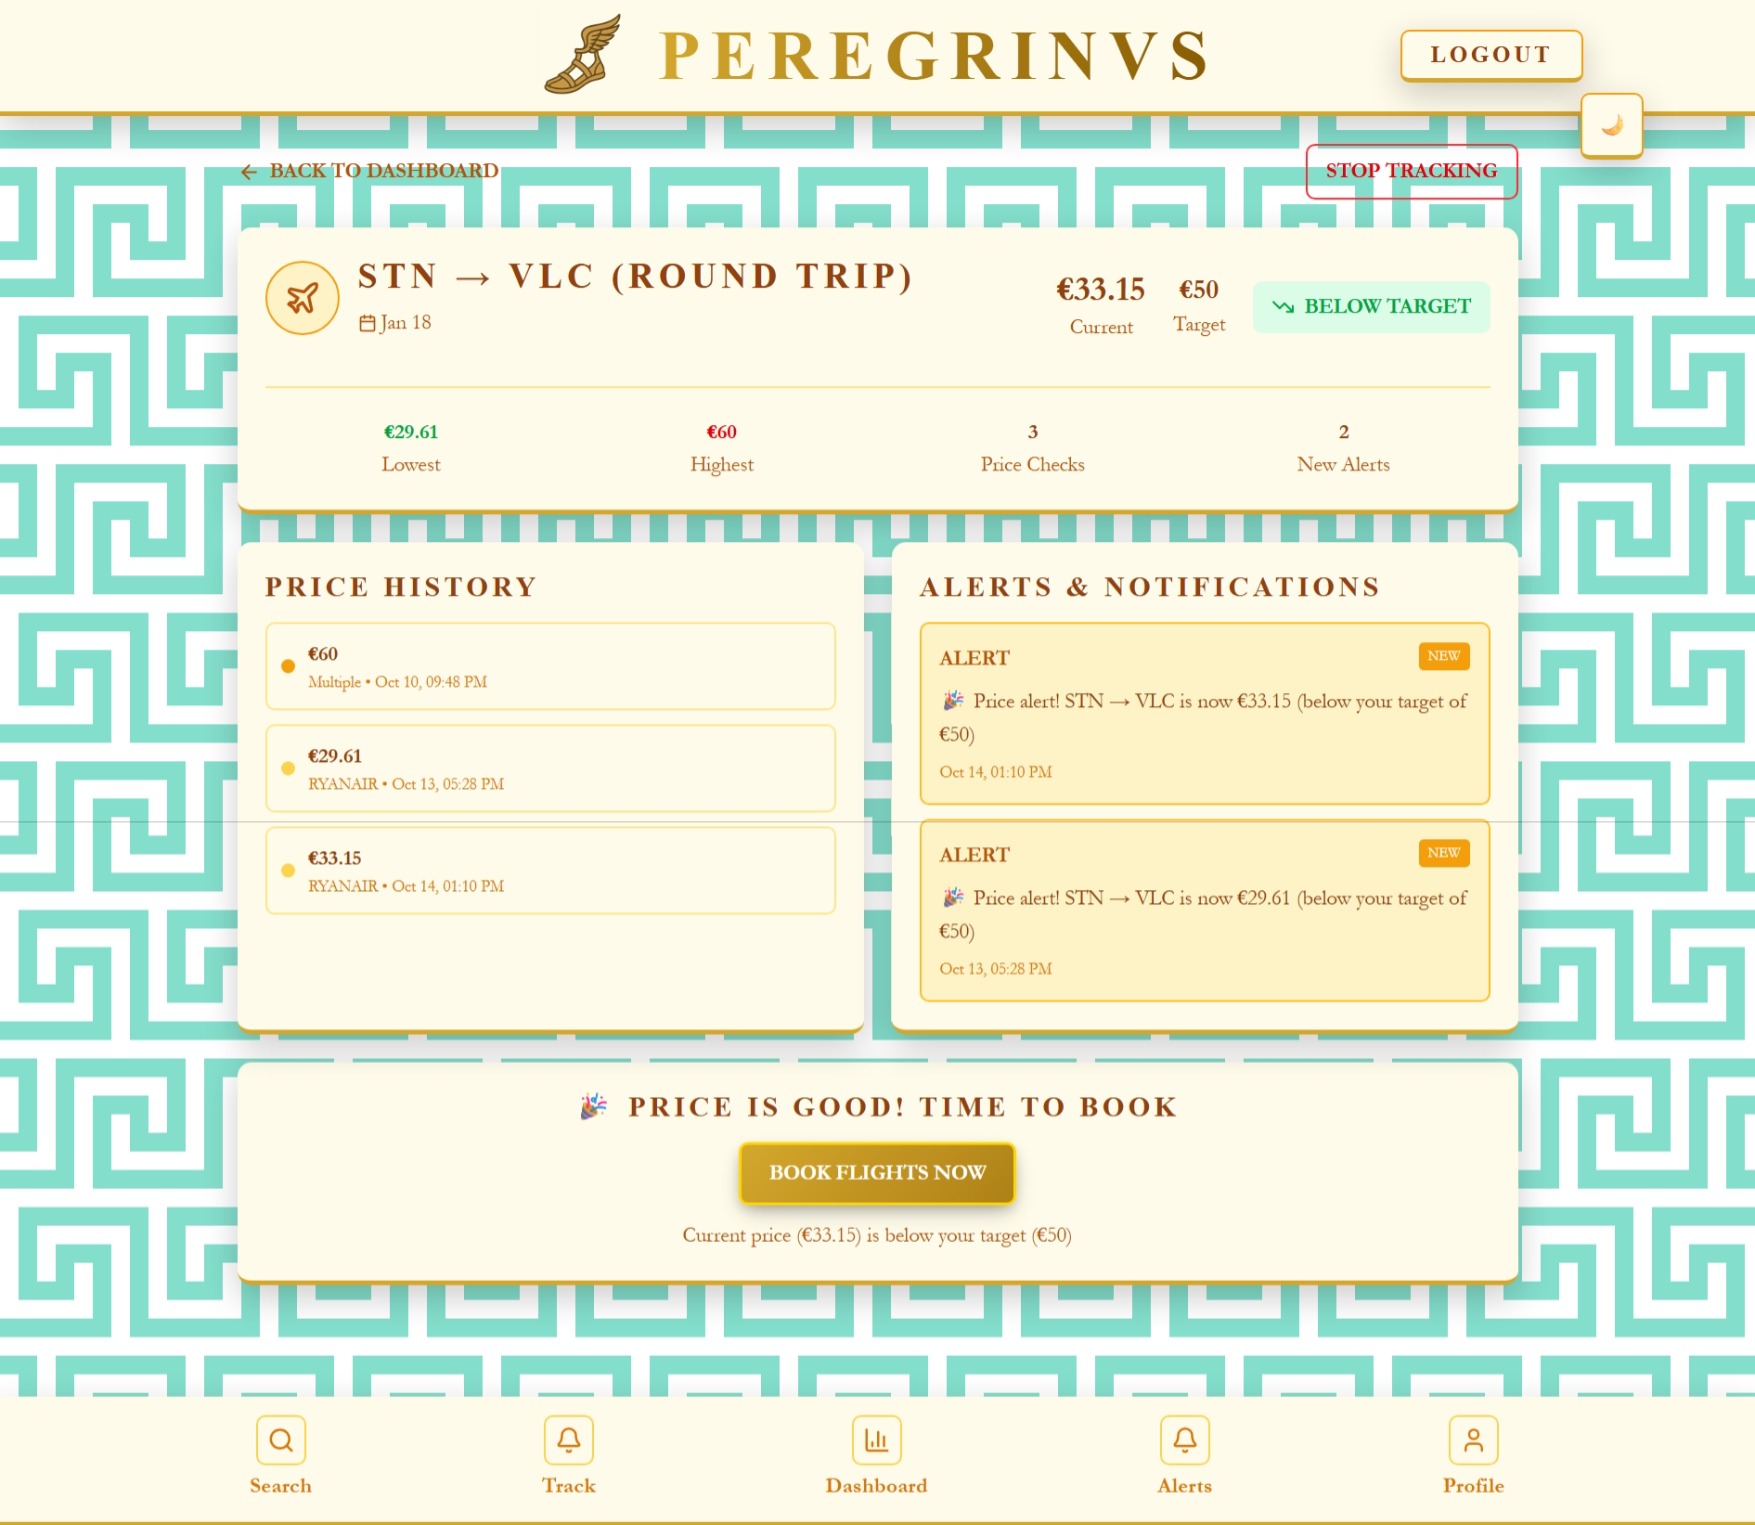 PEREGRINVS
LOGOUT
BACK TO DASHBOARD
STOP TRACKING
STN → VLC (ROUND TRIP)
Jan 18
€33.15
Current
€50
Target
BELOW TARGET
€29.61
Lowest
€60
Highest
3
Price Checks
2
New Alerts
PRICE HISTORY
€60
Multiple • Oct 10, 09:48 PM
€29.61
RYANAIR • Oct 13, 05:28 PM
€33.15
RYANAIR • Oct 14, 01:10 PM
ALERTS & NOTIFICATIONS
ALERT
NEW
🎉 Price alert! STN → VLC is now €33.15 (below your target of
€50)
Oct 14, 01:10 PM
ALERT
NEW
🎉 Price alert! STN → VLC is now €29.61 (below your target of
€50)
Oct 13, 05:28 PM
🎉 PRICE IS GOOD! TIME TO BOOK
BOOK FLIGHTS NOW
Current price (€33.15) is below your target (€50)
Search
Track
Dashboard
Alerts
Profile